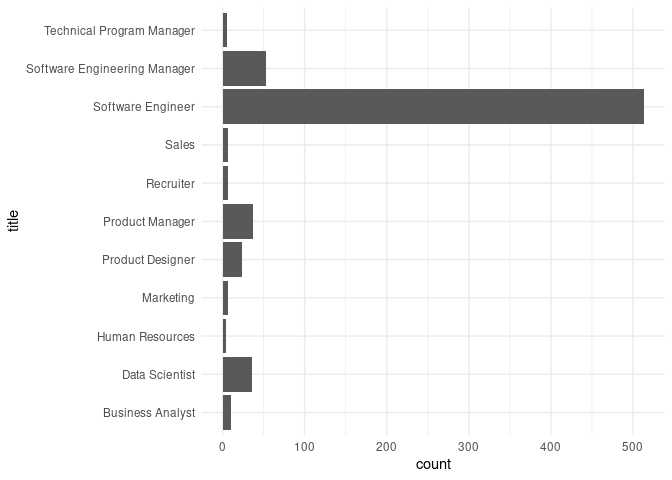 Technical Program Manager
Software Engineering Manager
Software Engineer
Sales
Recruiter
Product Manager
Product Designer
Marketing
Human Resources
Data Scientist
Business Analyst
title
0 100 200 300 400 500
count